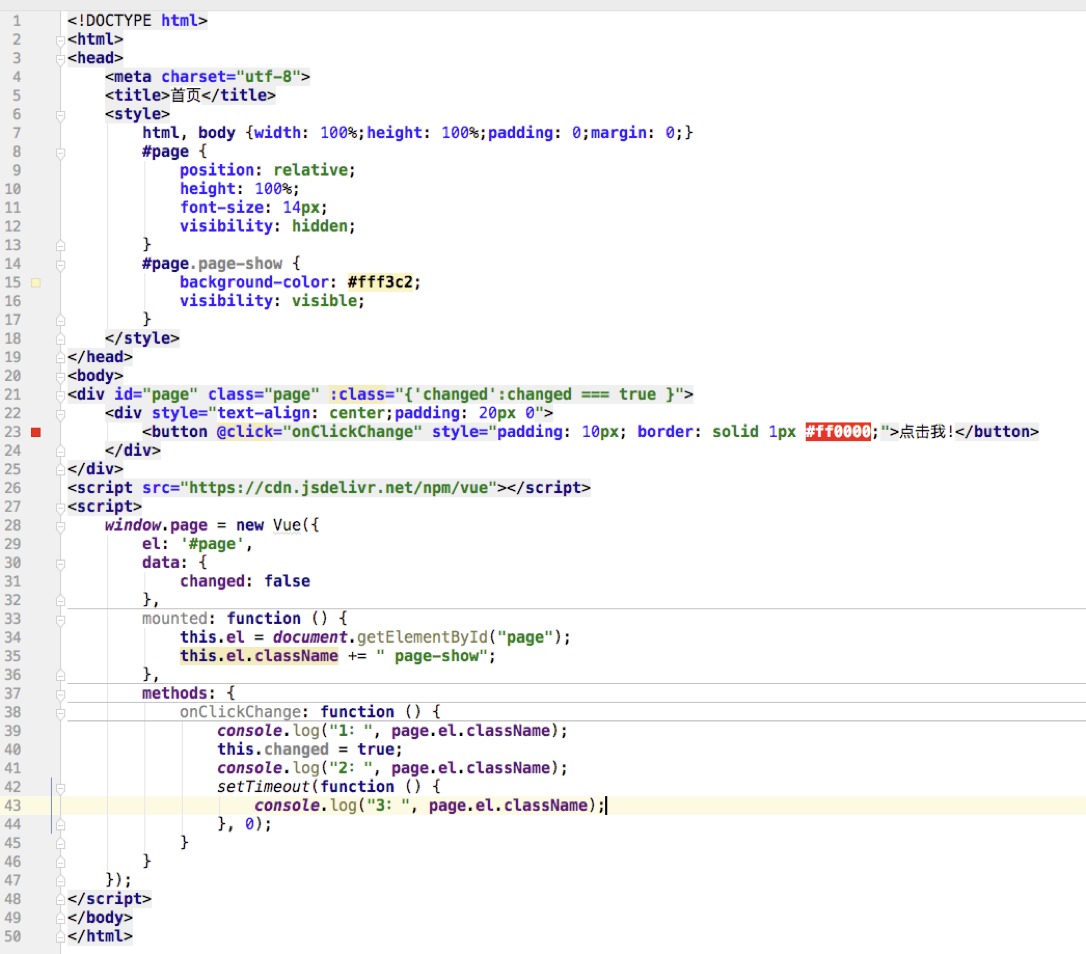 1 <!DOCTYPE html>
2 <html>
3 <head>
4     <meta charset="utf-8">
5     <title>首页</title>
6     <style>
7         html, body {width: 100%;height: 100%;padding: 0;margin: 0;}
8         #page {
9             position: relative;
10             height: 100%;
11             font-size: 14px;
12             visibility: hidden;
13         }
14         #page.page-show {
15             background-color: #fff3c2;
16             visibility: visible;
17         }
18     </style>
19 </head>
20 <body>
21 <div id="page" class="page" :class="{'changed':changed === true }">
22     <div style="text-align: center;padding: 20px 0">
23         <button @click="onClickChange" style="padding: 10px; border: solid 1px #ff0000;">点击我!</button>
24     </div>
25 </div>
26 <script src="https://cdn.jsdelivr.net/npm/vue"></script>
27 <script>
28     window.page = new Vue({
29         el: '#page',
30         data: {
31             changed: false
32         },
33         mounted: function () {
34             this.el = document.getElementById("page");
35             this.el.className += " page-show";
36         },
37         methods: {
38             onClickChange: function () {
39                 console.log("1: ", page.el.className);
40                 this.changed = true;
41                 console.log("2: ", page.el.className);
42                 setTimeout(function () {
43                     console.log("3: ", page.el.className);
44                 }, 0);
45             }
46         }
47     });
48 </script>
49 </body>
50 </html>